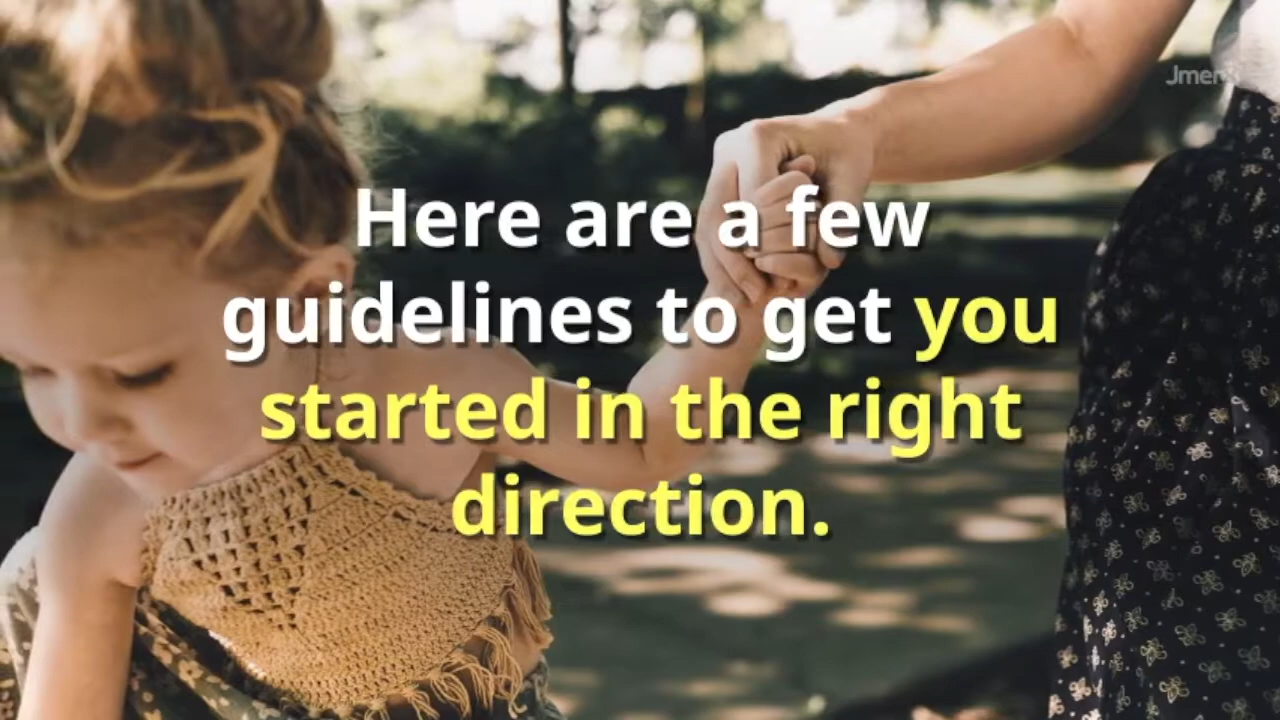 Here are a few
guidelines to get you
started in the right
direction.